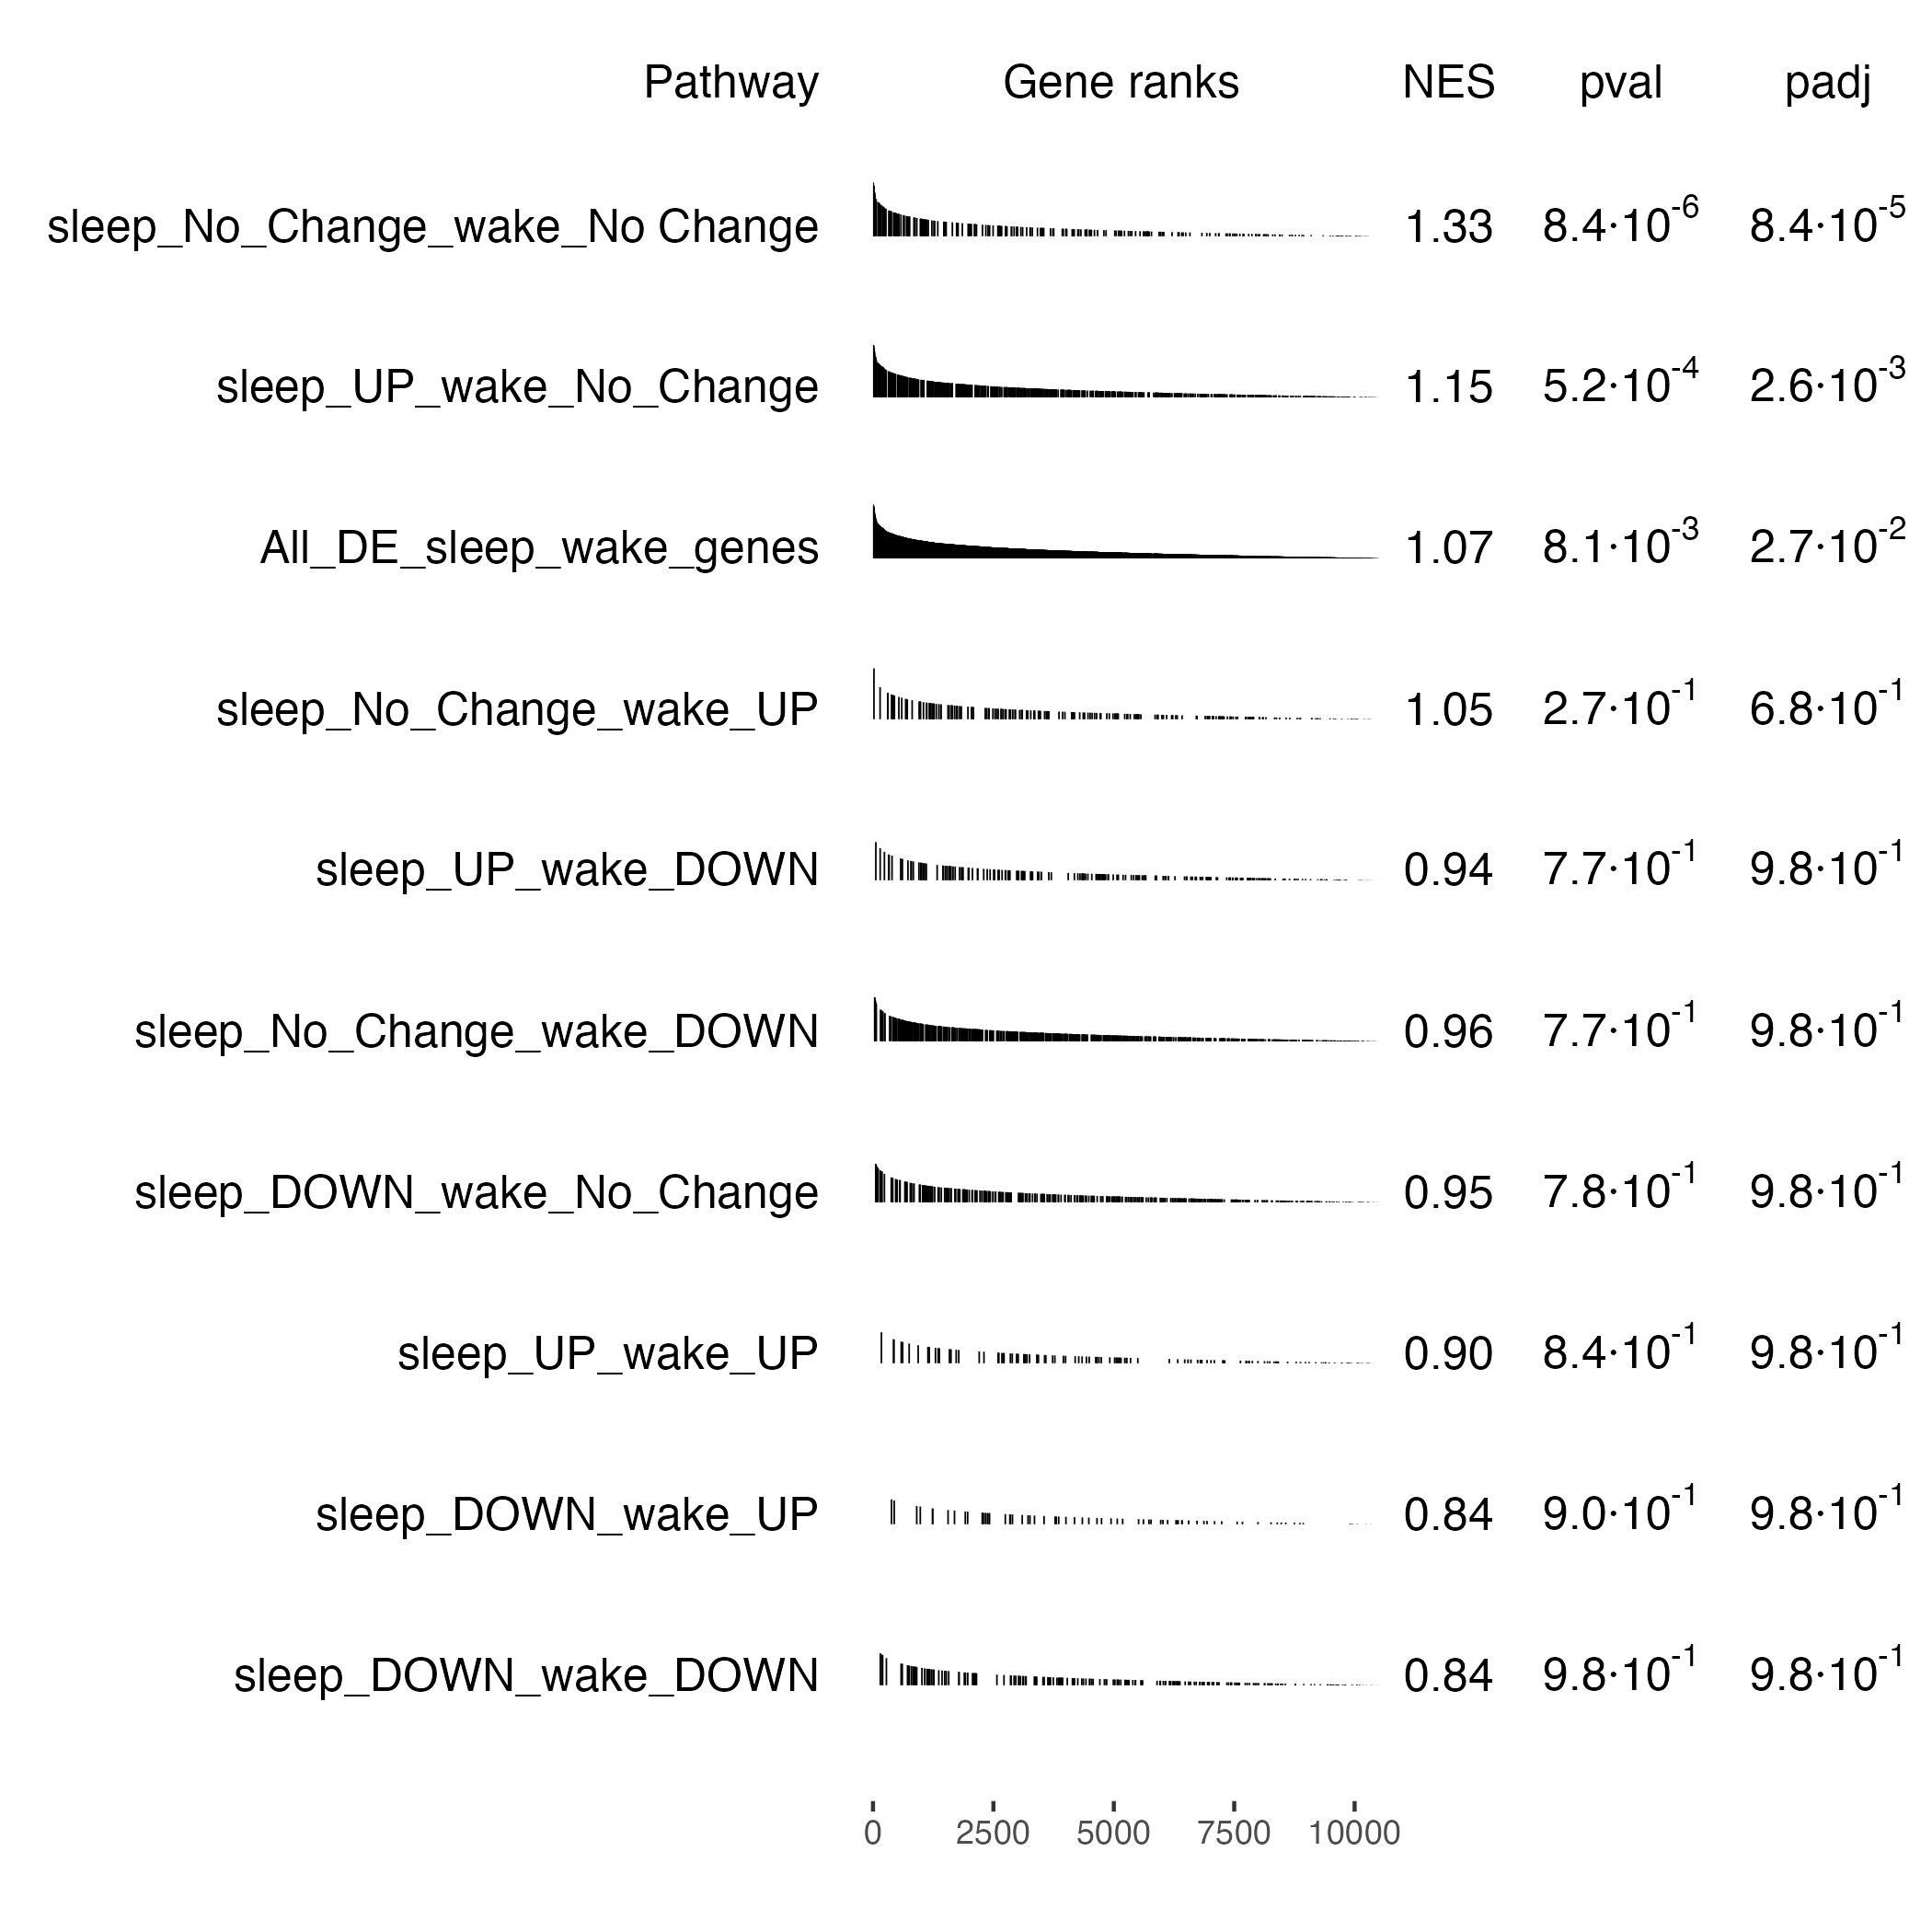 Pathway Gene ranks NES pval padj
sleep_No_Change_wake_No Change 1.33 8.4·10⁻⁶ 8.4·10⁻⁵
sleep_UP_wake_No_Change 1.15 5.2·10⁻⁴ 2.6·10⁻³
All_DE_sleep_wake_genes 1.07 8.1·10⁻³ 2.7·10⁻²
sleep_No_Change_wake_UP 1.05 2.7·10⁻¹ 6.8·10⁻¹
sleep_UP_wake_DOWN 0.94 7.7·10⁻¹ 9.8·10⁻¹
sleep_No_Change_wake_DOWN 0.96 7.7·10⁻¹ 9.8·10⁻¹
sleep_DOWN_wake_No_Change 0.95 7.8·10⁻¹ 9.8·10⁻¹
sleep_UP_wake_UP 0.90 8.4·10⁻¹ 9.8·10⁻¹
sleep_DOWN_wake_UP 0.84 9.0·10⁻¹ 9.8·10⁻¹
sleep_DOWN_wake_DOWN 0.84 9.8·10⁻¹ 9.8·10⁻¹
0 2500 5000 7500 10000